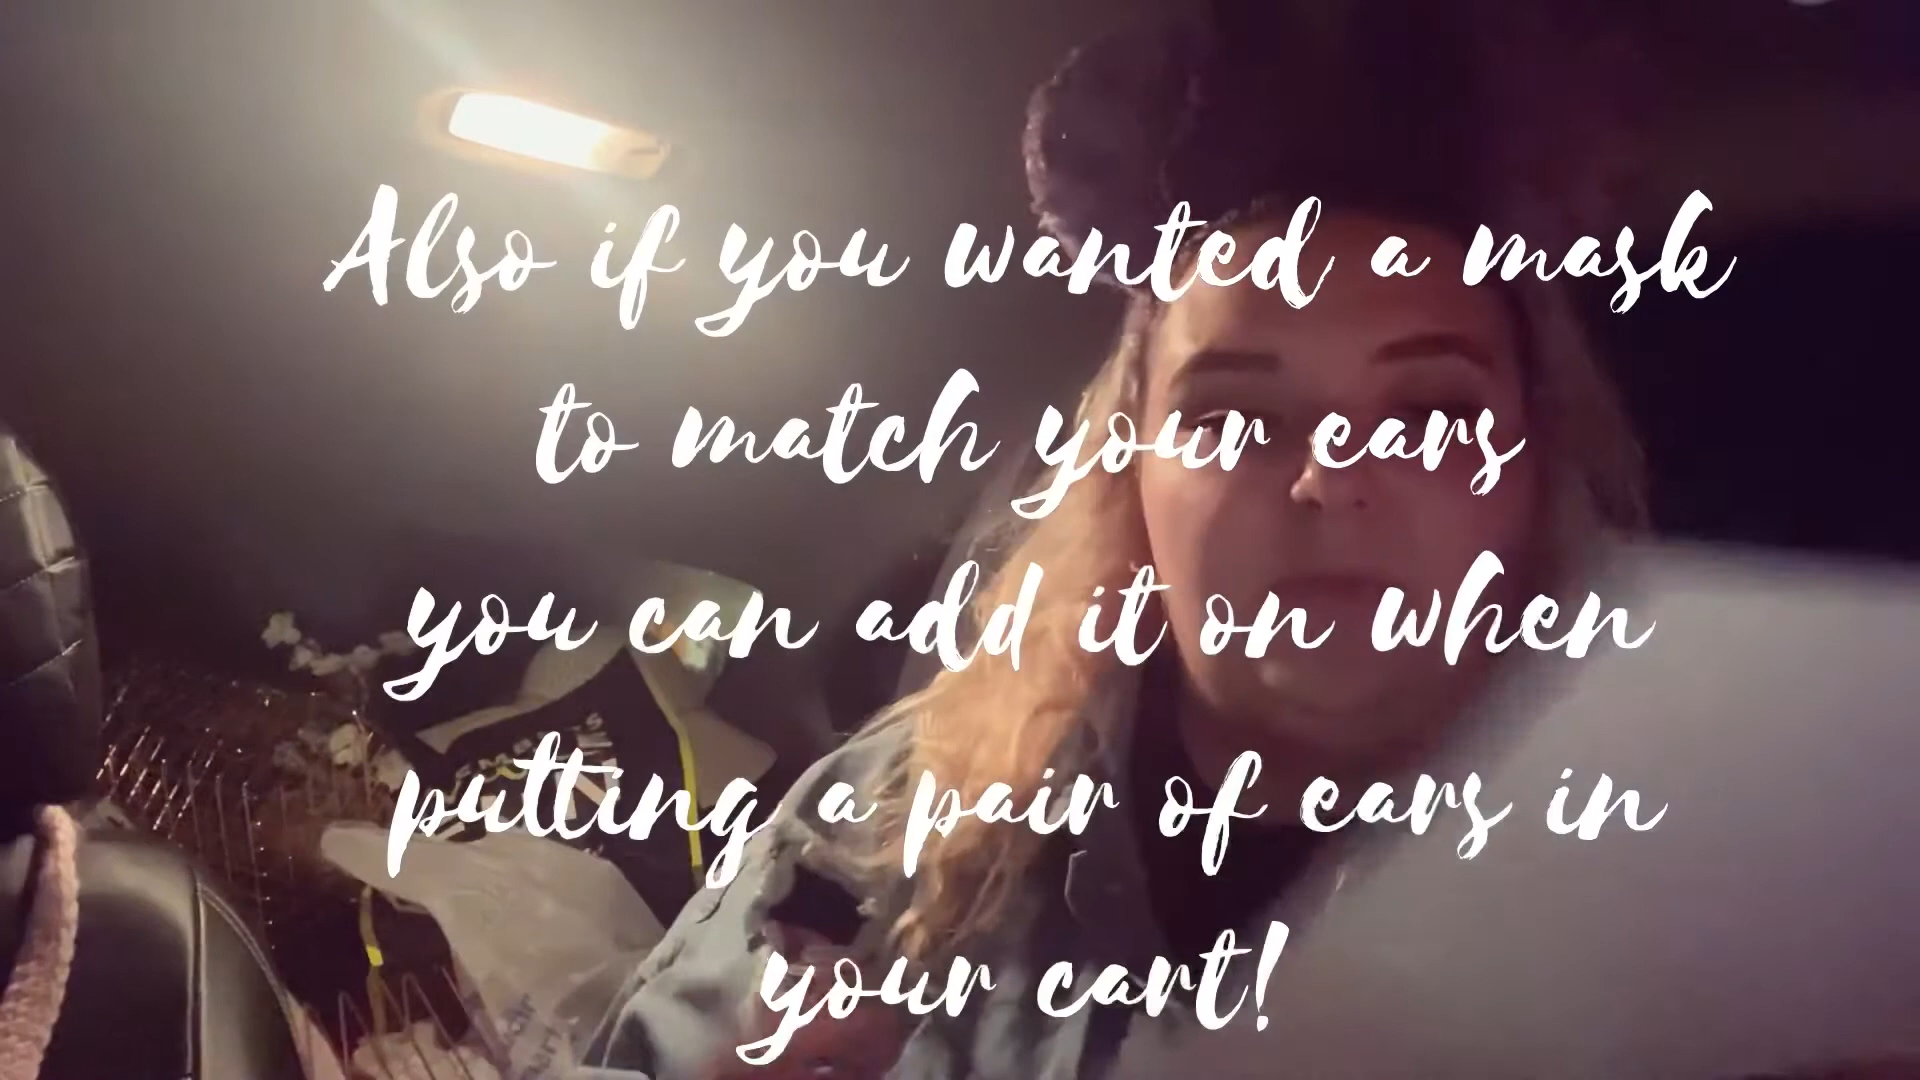 Also if you wanted a mask
to match your ears
you can add it on when
putting a pair of ears in
your cart!